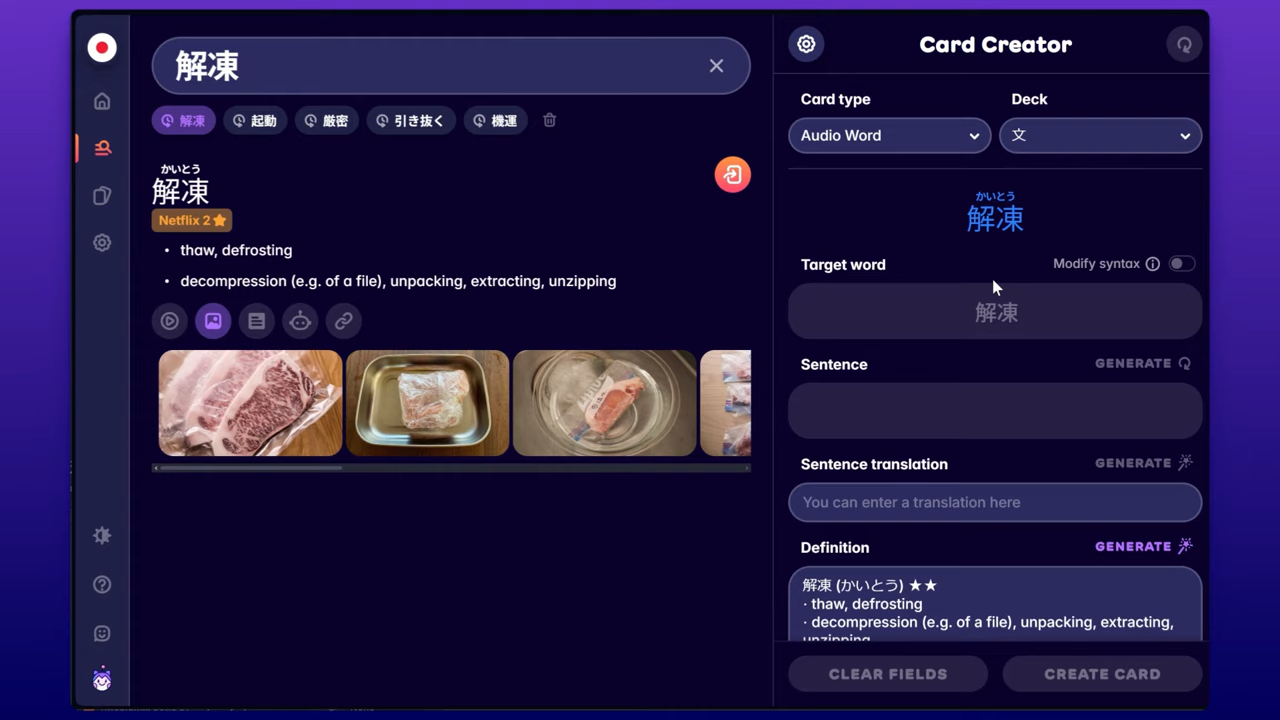 解凍
解凍 起動 厳密 引き抜く 機運
かいとう
解凍
Netflix 2
• thaw, defrosting
• decompression (e.g. of a file), unpacking, extracting, unzipping
Card Creator
Card type Deck
Audio Word 文
かいとう
解凍
Target word Modify syntax
解凍
Sentence GENERATE
Sentence translation GENERATE
You can enter a translation here
Definition GENERATE
解凍 (かいとう) ★★
· thaw, defrosting
· decompression (e.g. of a file), unpacking, extracting,
unzipping
CLEAR FIELDS CREATE CARD